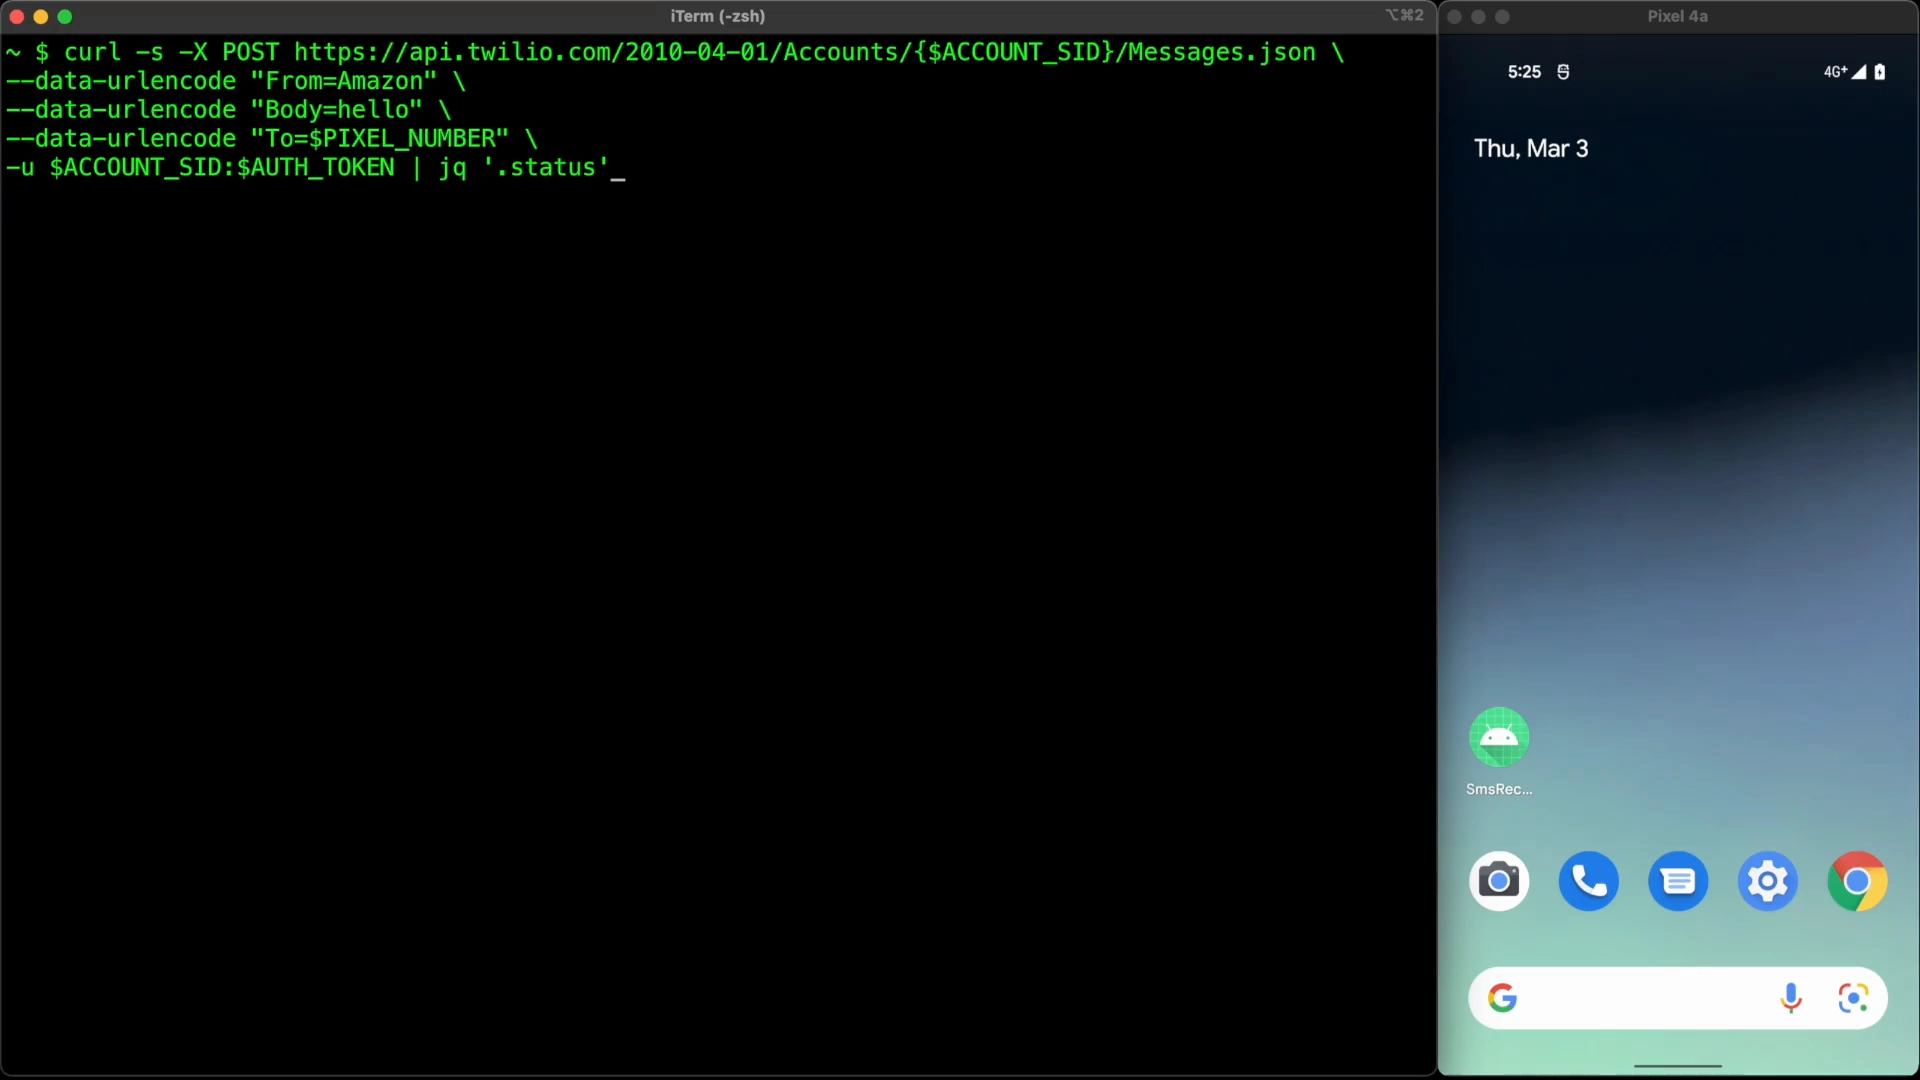 iTerm (-zsh)
⌥⌘2
~ $ curl -s -X POST https://api.twilio.com/2010-04-01/Accounts/{$ACCOUNT_SID}/Messages.json \
--data-urlencode "From=Amazon" \
--data-urlencode "Body=hello" \
--data-urlencode "To=$PIXEL_NUMBER" \
-u $ACCOUNT_SID:$AUTH_TOKEN | jq '.status'_
Pixel 4a
5:25
4G+
Thu, Mar 3
SmsRec...